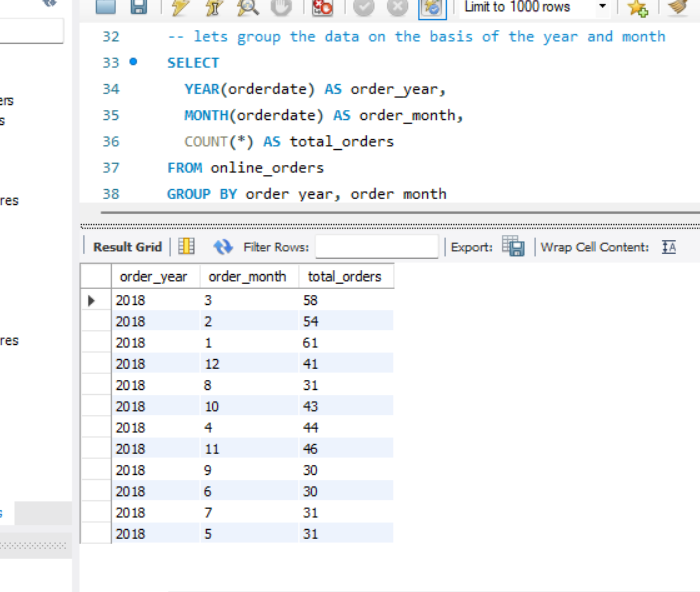 Limit to 1000 rows
32 -- lets group the data on the basis of the year and month
33 SELECT
34 YEAR(orderdate) AS order_year,
35 MONTH(orderdate) AS order_month,
36 COUNT(*) AS total_orders
37 FROM online_orders
38 GROUP BY order_year, order_month
ers
s
res
res
s
Result Grid Filter Rows: Export: Wrap Cell Content: IA
order_year order_month total_orders
2018 3 58
2018 2 54
2018 1 61
2018 12 41
2018 8 31
2018 10 43
2018 4 44
2018 11 46
2018 9 30
2018 6 30
2018 7 31
2018 5 31